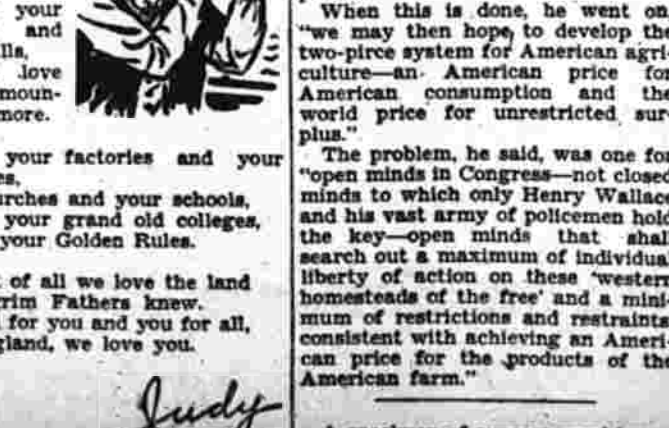 your
and
lls,
love
moun-
more.
your factories and your
es,
urches and your schools,
your grand old colleges,
your Golden Rules.
t of all we love the land
grim Fathers knew.
for you and you for all,
gland, we love you.
Judy
When this is done, he went on
"we may then hope to develop the
two-pirce system for American agri-
culture—an American price for
American consumption and the
world price for unrestricted sur-
plus."
The problem, he said, was one for
"open minds in Congress—not closed
minds to which only Henry Wallace
and his vast army of policemen hold
the key—open minds that shall
search out a maximum of individual
liberty of action on these 'western
homesteads of the free' and a mini-
mum of restrictions and restraints
consistent with achieving an Ameri-
can price for the products of the
American farm."